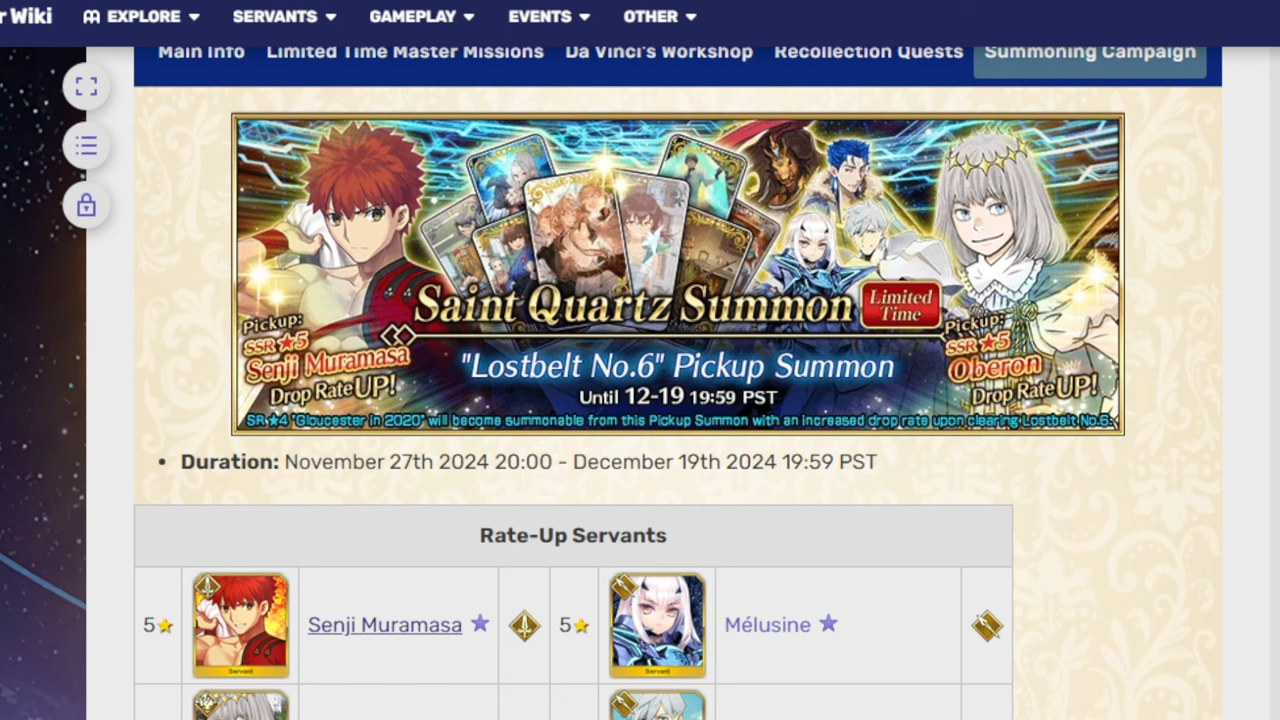 r Wiki EXPLORE SERVANTS GAMEPLAY EVENTS OTHER
Main Info Limited Time Master Missions Da Vinci's Workshop Recollection Quests Summoning Campaign
Saint Quartz Summon
Limited
Time
Pickup:
SSR ★5
Senji Muramasa
Drop Rate UP!
Pickup:
SSR ★5
Oberon
Drop Rate UP!
"Lostbelt No.6" Pickup Summon
Until 12-19 19:59 PST
SR ★4 "Gloucester in 2020" will become summonable from this Pickup Summon with an increased drop rate upon clearing Lostbelt No.6.
• Duration: November 27th 2024 20:00 - December 19th 2024 19:59 PST
Rate-Up Servants
5 Senji Muramasa 5 Mélusine
Servant Servant